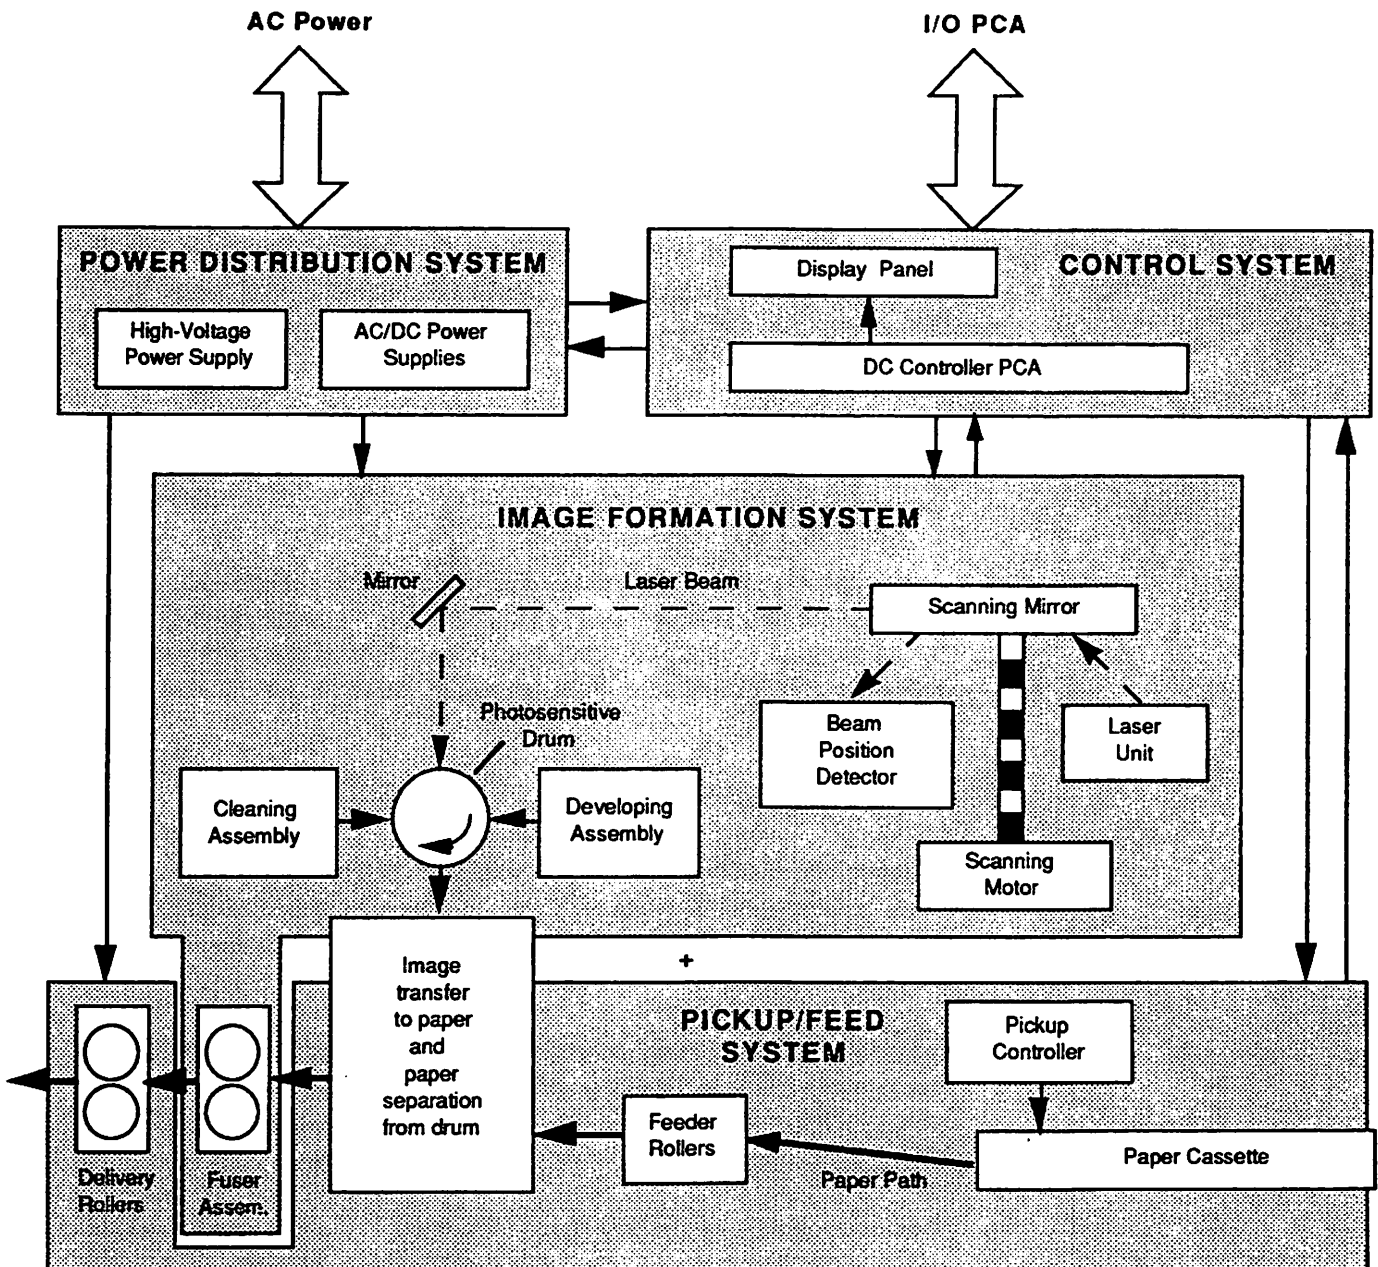 AC Power
I/O PCA
POWER DISTRIBUTION SYSTEM
High-Voltage
Power Supply
AC/DC Power
Supplies
CONTROL SYSTEM
Display Panel
DC Controller PCA
IMAGE FORMATION SYSTEM
Mirror
Laser Beam
Scanning Mirror
Photosensitive
Drum
Beam
Position
Detector
Laser
Unit
Cleaning
Assembly
Developing
Assembly
Scanning
Motor
Image
transfer
to paper
and
paper
separation
from drum
+
PICKUP/FEED
SYSTEM
Pickup
Controller
Feeder
Rollers
Paper Cassette
Paper Path
Delivery
Rollers
Fuser
Assem.